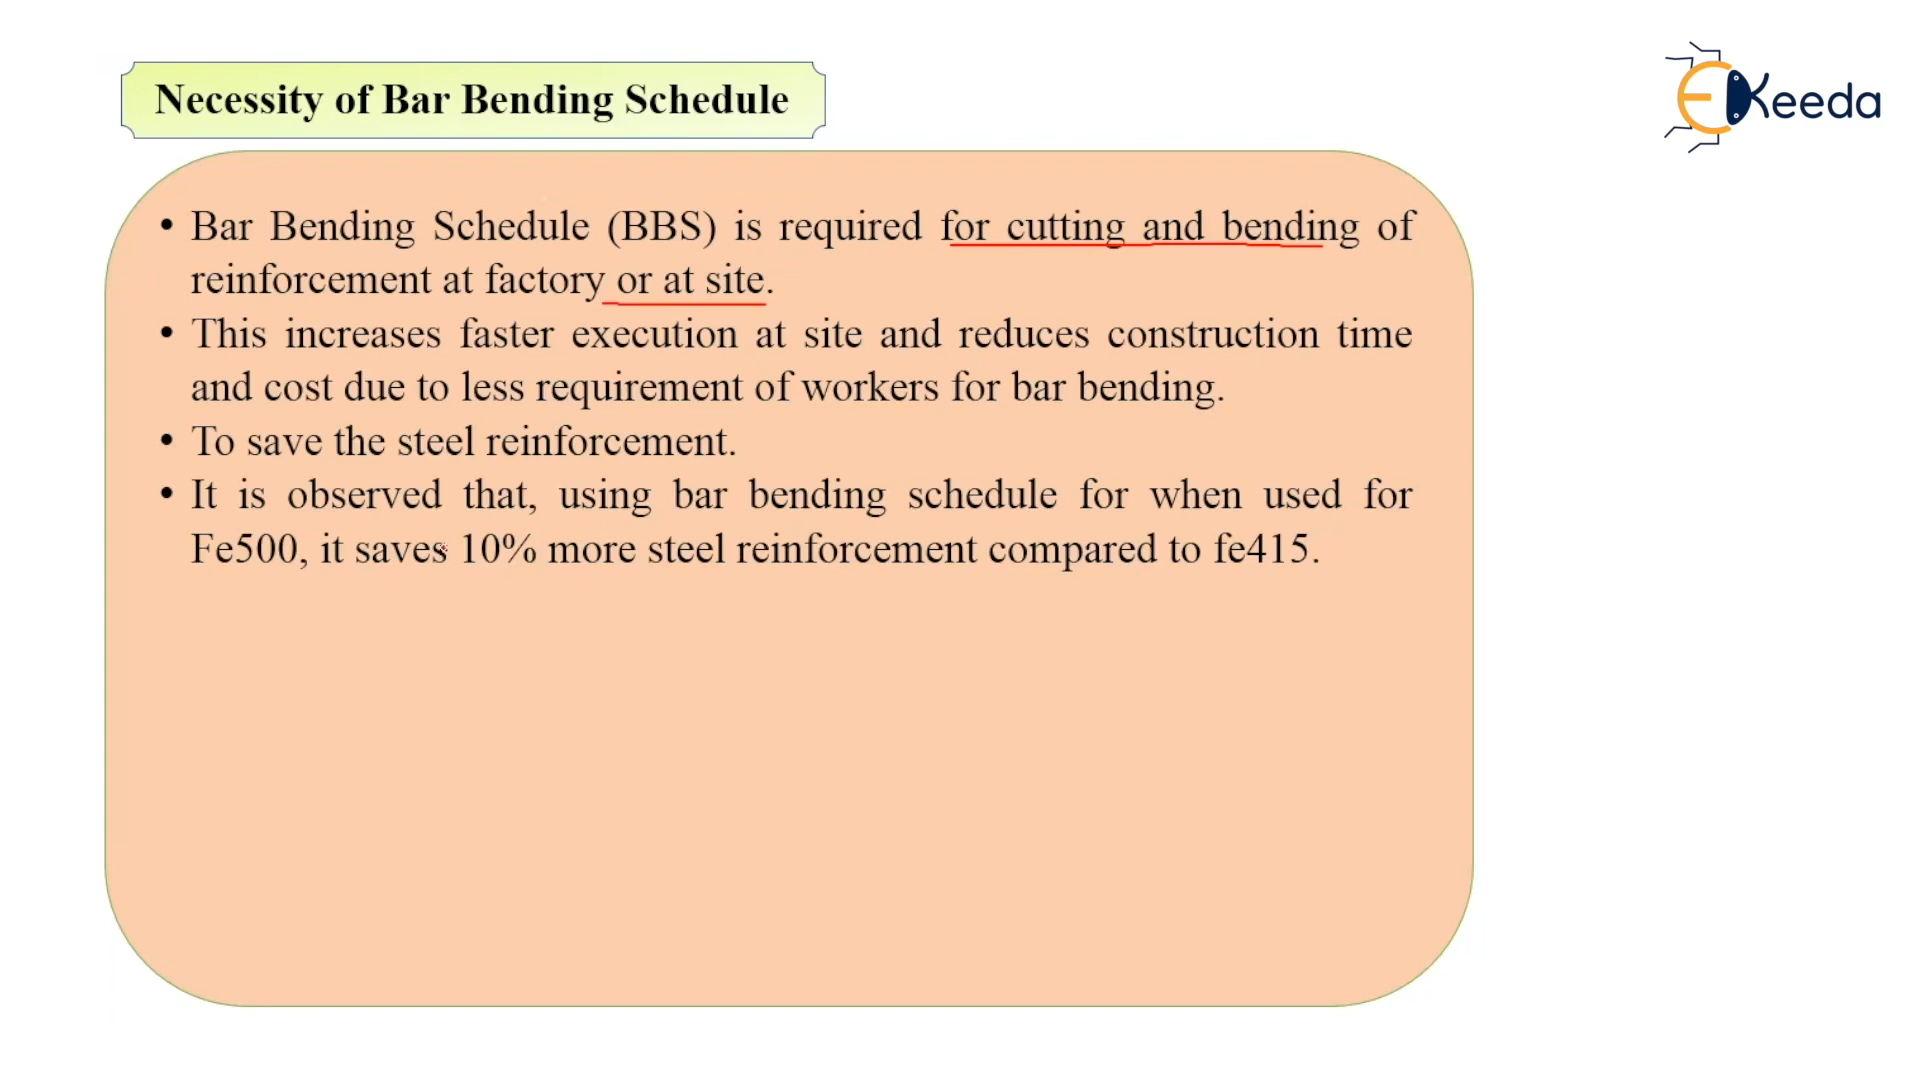 Necessity of Bar Bending Schedule
EKeeda
• Bar Bending Schedule (BBS) is required for cutting and bending of
reinforcement at factory or at site.
• This increases faster execution at site and reduces construction time
and cost due to less requirement of workers for bar bending.
• To save the steel reinforcement.
• It is observed that, using bar bending schedule for when used for
Fe500, it saves 10% more steel reinforcement compared to fe415.